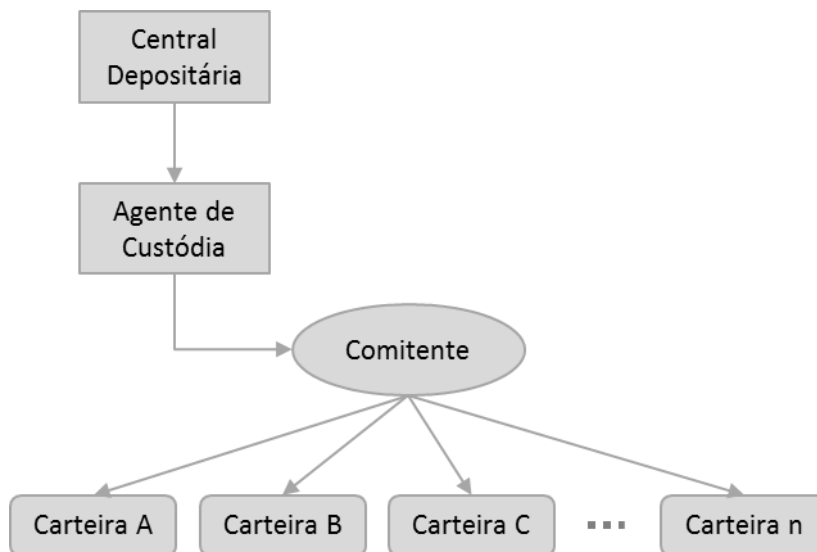 Central
Depositária
Agente de
Custódia
Comitente
Carteira A
Carteira B
Carteira C
...
Carteira n